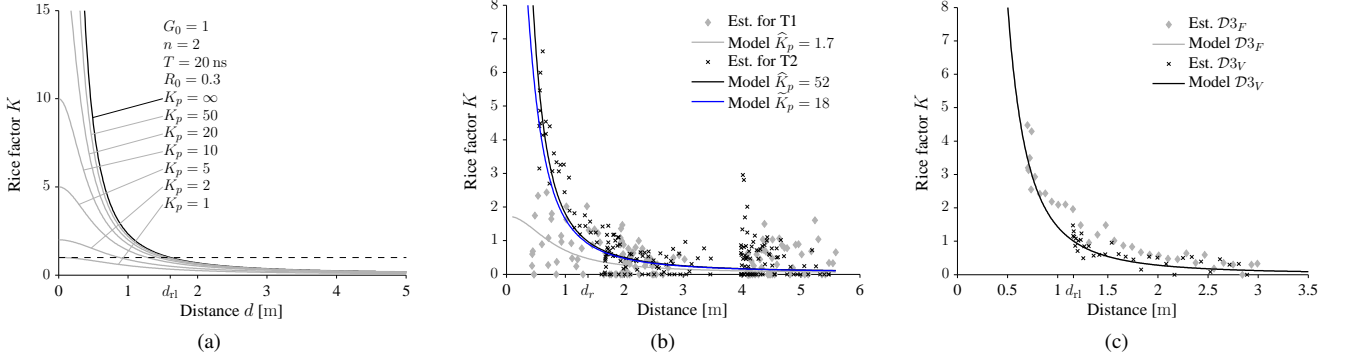 15
10
5
0
Rice factor K
G₀ = 1
n = 2
T = 20 ns
R₀ = 0.3
Kₚ = ∞
Kₚ = 50
Kₚ = 20
Kₚ = 10
Kₚ = 5
Kₚ = 2
Kₚ = 1
0 1 d_rl 2 3 4 5
Distance d [m]
(a)
8
7
6
5
4
3
2
1
0
Rice factor K
Est. for T1
Model K̂ₚ = 1.7
Est. for T2
Model K̂ₚ = 52
Model K̃ₚ = 18
0 1 d_r 2 3 4 5 6
Distance [m]
(b)
8
7
6
5
4
3
2
1
0
Rice factor K
Est. 𝒟3_F
Model 𝒟3_F
Est. 𝒟3_V
Model 𝒟3_V
0 0.5 1 d_rl 1.5 2 2.5 3 3.5
Distance [m]
(c)